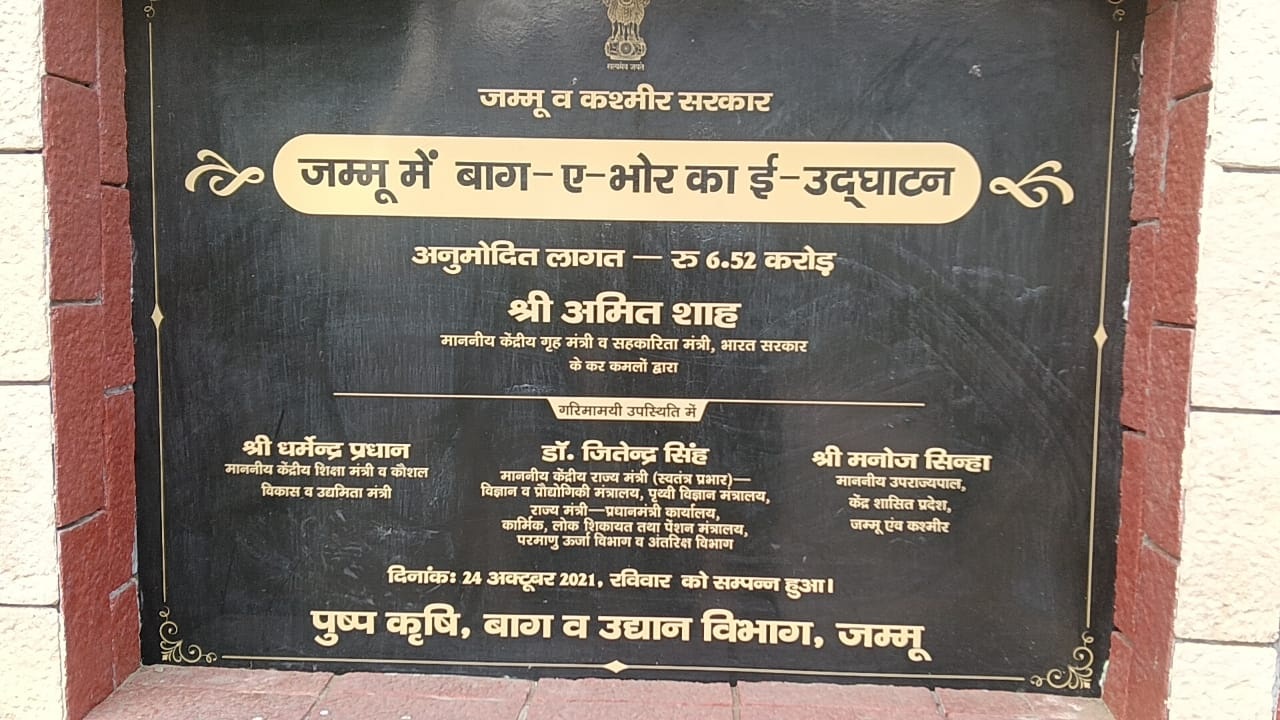 सत्यमेव जयते
जम्मू व कश्मीर सरकार
जम्मू में बाग-ए-भोर का ई-उद्घाटन
अनुमोदित लागत — रु 6.52 करोड़
श्री अमित शाह
माननीय केंद्रीय गृह मंत्री व सहकारिता मंत्री, भारत सरकार
के कर कमलों द्वारा
गरिमामयी उपस्थिति में
श्री धर्मेन्द्र प्रधान
माननीय केंद्रीय शिक्षा मंत्री व कौशल
विकास व उद्यमिता मंत्री
डॉ. जितेन्द्र सिंह
माननीय केंद्रीय राज्य मंत्री (स्वतंत्र प्रभार)—
विज्ञान व प्रौद्योगिकी मंत्रालय, पृथ्वी विज्ञान मंत्रालय,
राज्य मंत्री—प्रधानमंत्री कार्यालय,
कार्मिक, लोक शिकायत तथा पेंशन मंत्रालय,
परमाणु ऊर्जा विभाग व अंतरिक्ष विभाग
श्री मनोज सिन्हा
माननीय उपराज्यपाल,
केंद्र शासित प्रदेश,
जम्मू एंव कश्मीर
दिनांकः 24 अक्टूबर 2021, रविवार को सम्पन्न हुआ।
पुष्प कृषि, बाग व उद्यान विभाग, जम्मू